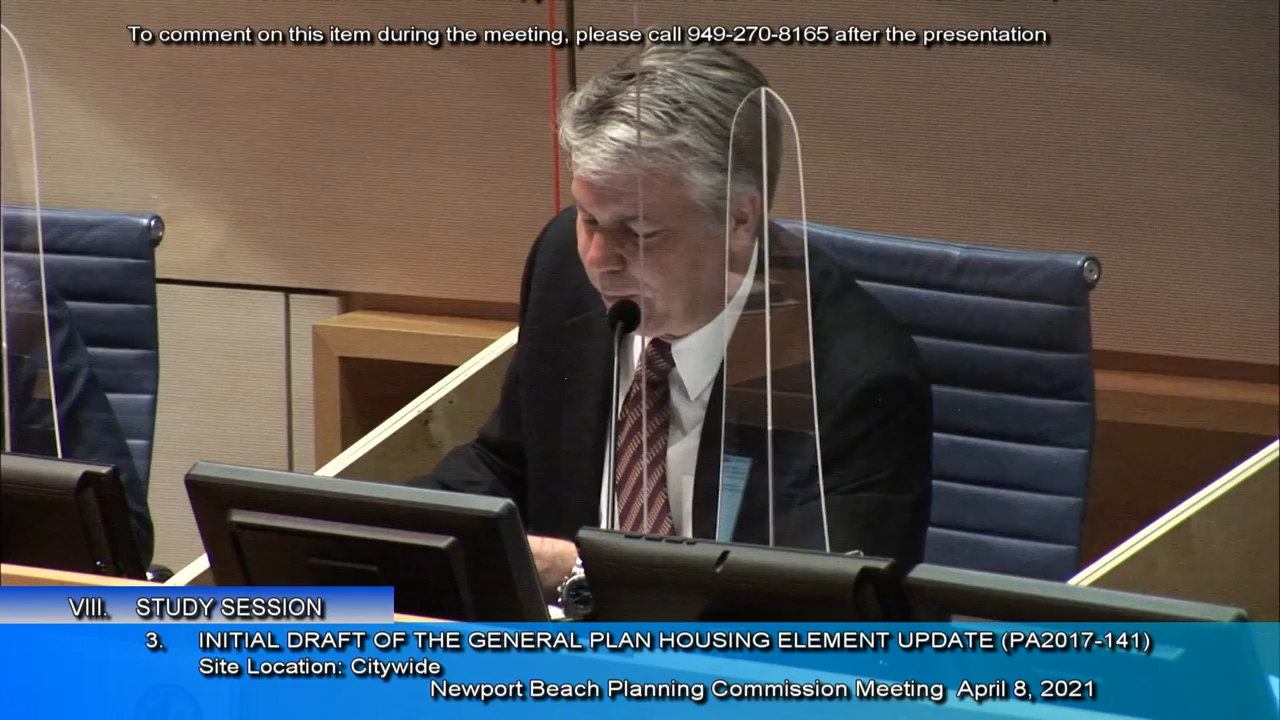 To comment on this item during the meeting, please call 949-270-8165 after the presentation
VIII. STUDY SESSION
3. INITIAL DRAFT OF THE GENERAL PLAN HOUSING ELEMENT UPDATE (PA2017-141)
Site Location: Citywide
Newport Beach Planning Commission Meeting April 8, 2021